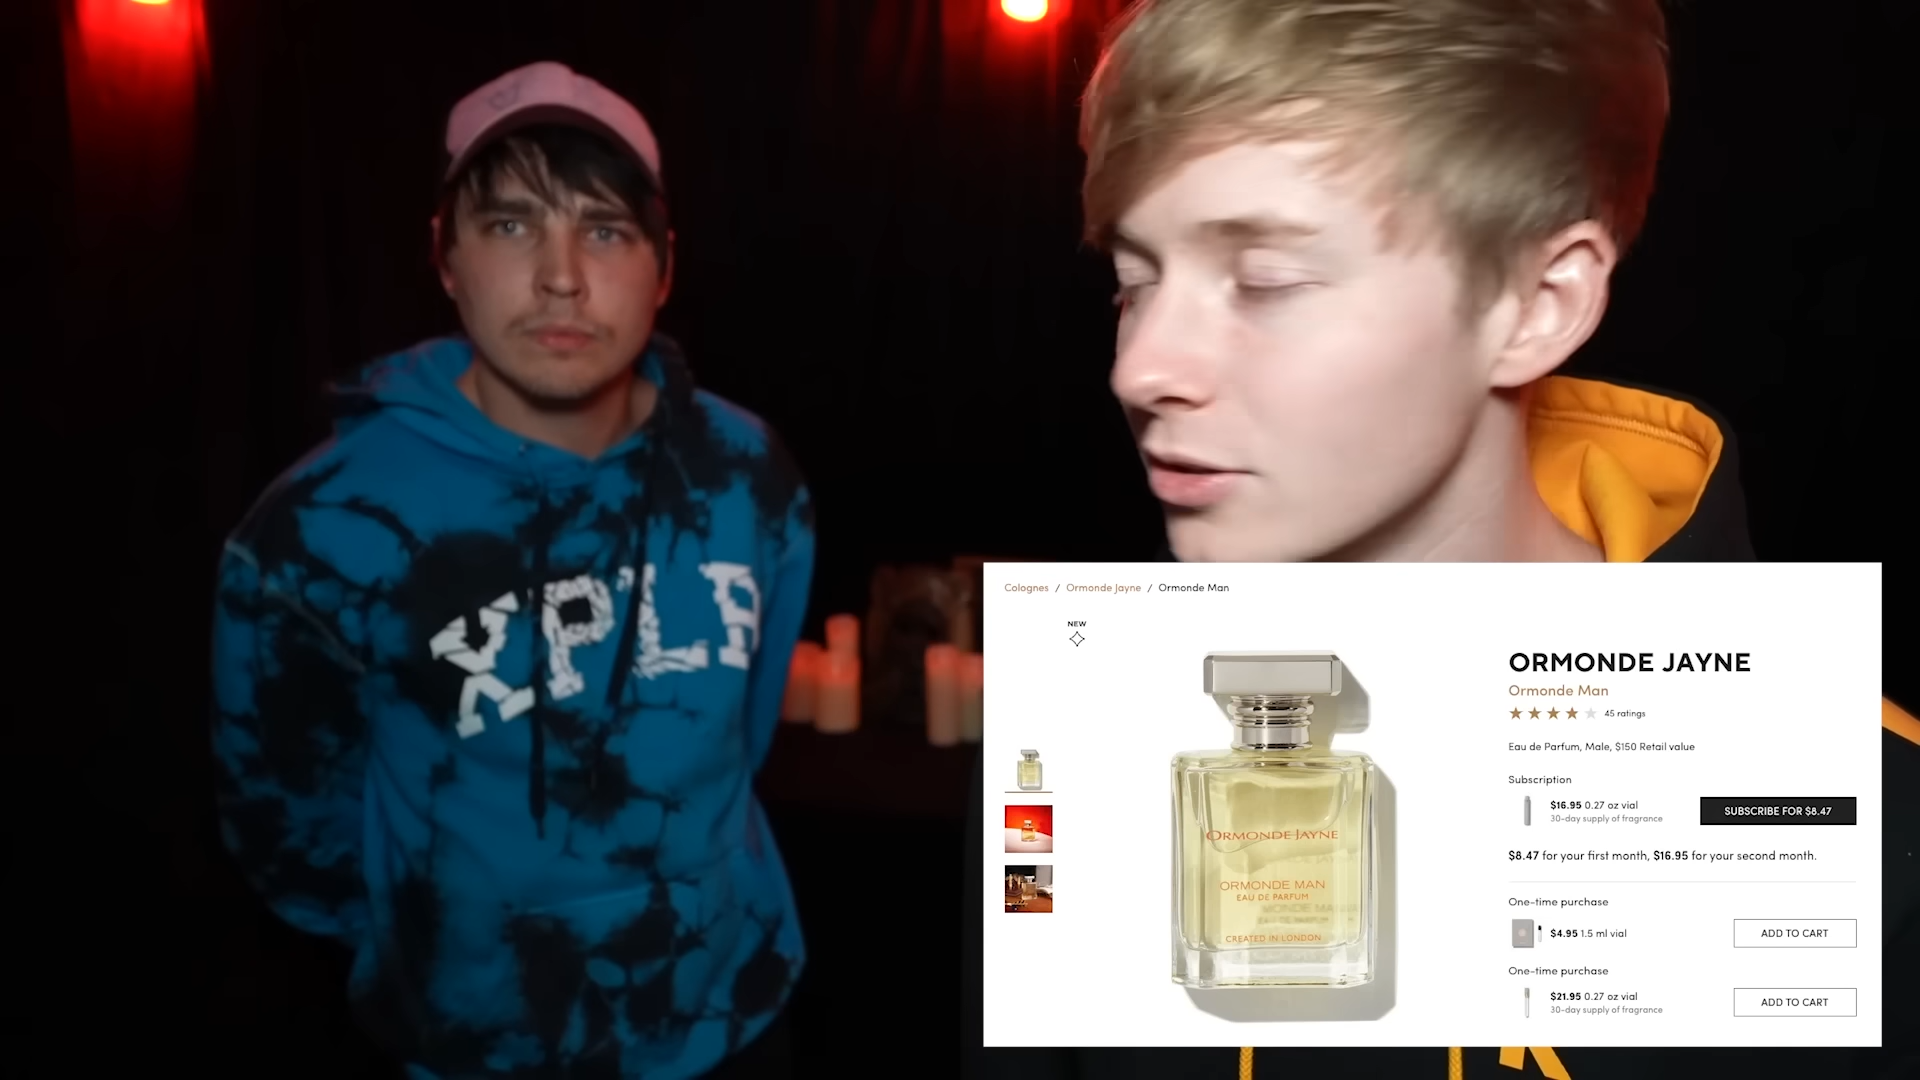 XPLR
Colognes / Ormonde Jayne / Ormonde Man
NEW
ORMONDE JAYNE
Ormonde Man
45 ratings
Eau de Parfum, Male, $150 Retail value
Subscription
$16.95 0.27 oz vial
30-day supply of fragrance
SUBSCRIBE FOR $8.47
$8.47 for your first month, $16.95 for your second month.
One-time purchase
$4.95 1.5 ml vial
ADD TO CART
One-time purchase
$21.95 0.27 oz vial
30-day supply of fragrance
ADD TO CART
ORMONDE JAYNE
ORMONDE MAN
EAU DE PARFUM
CREATED IN LONDON